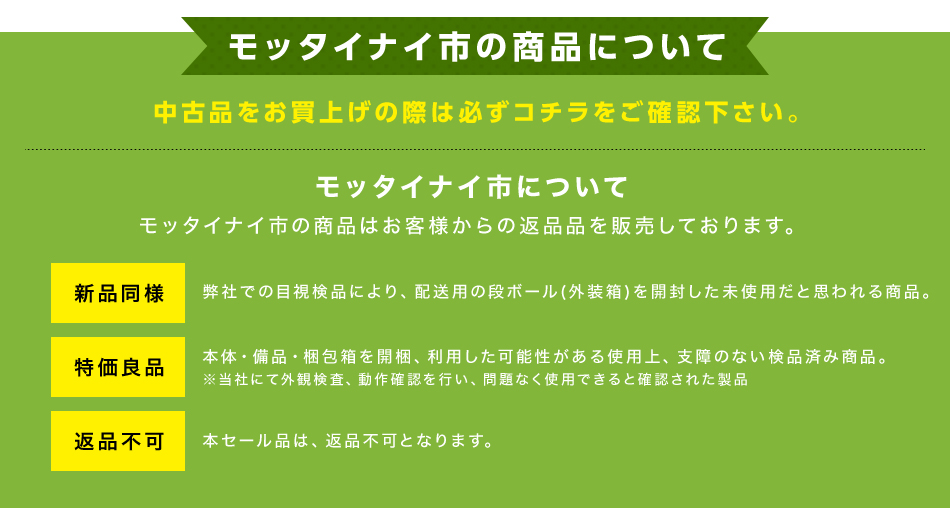 モッタイナイ市の商品について
中古品をお買上げの際は必ずコチラをご確認下さい。
モッタイナイ市について
モッタイナイ市の商品はお客様からの返品品を販売しております。
新品同様
弊社での目視検品により、配送用の段ボール(外装箱)を開封した未使用だと思われる商品。
特価良品
本体・備品・梱包箱を開梱、利用した可能性がある使用上、支障のない検品済み商品。
※当社にて外観検査、動作確認を行い、問題なく使用できると確認された製品
返品不可
本セール品は、返品不可となります。